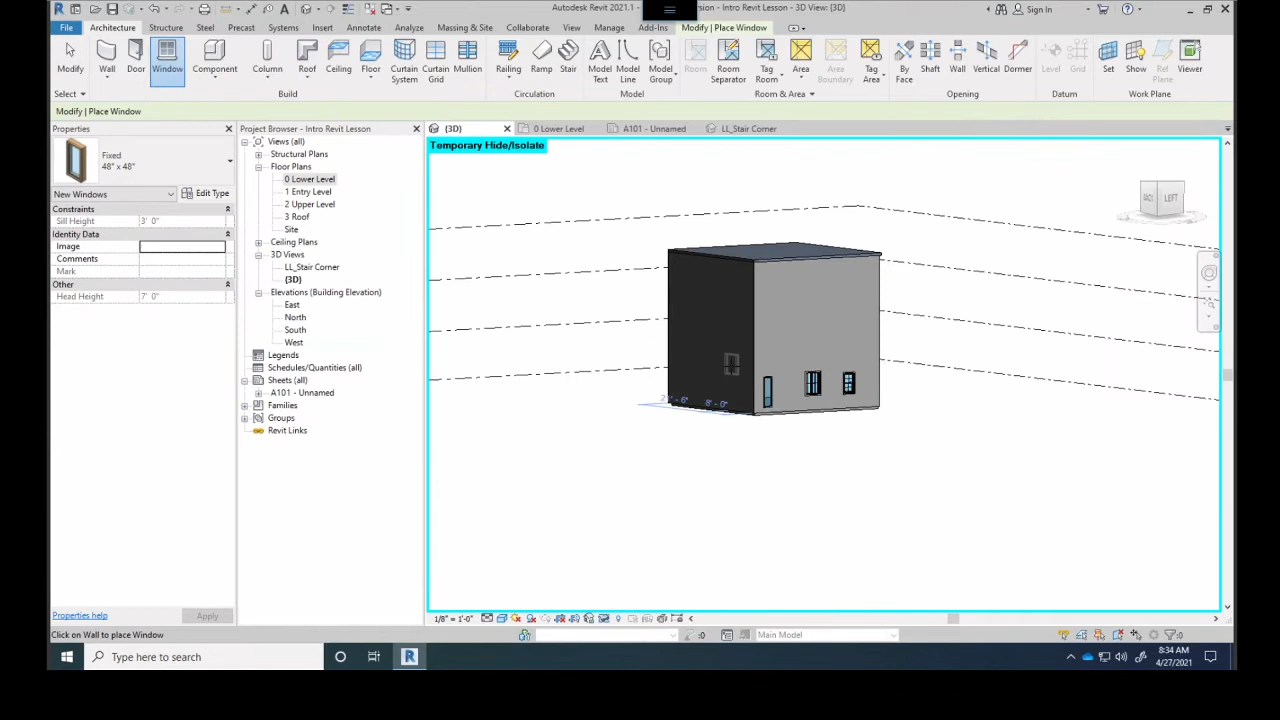 Autodesk Revit 2021.1 - rsion - Intro Revit Lesson - 3D View: {3D}
Sign In
File Architecture Structure Steel Precast Systems Insert Annotate Analyze Massing & Site Collaborate View Manage Add-Ins Modify | Place Window
Modify Wall Door Window Component Column Roof Ceiling Floor Curtain System Curtain Grid Mullion Railing Ramp Stair Model Text Model Line Model Group Room Room Separator Tag Room Area Area Boundary Tag Area By Face Shaft Wall Vertical Dormer Level Grid Set Show Ref Plane Viewer
Select Build Circulation Model Room & Area Opening Datum Work Plane
Modify | Place Window
Properties
Fixed
48" x 48"
New Windows Edit Type
Constraints
Sill Height 3' 0"
Identity Data
Image
Comments
Mark
Other
Head Height 7' 0"
Properties help Apply
Project Browser - Intro Revit Lesson
Views (all)
Structural Plans
Floor Plans
0 Lower Level
1 Entry Level
2 Upper Level
3 Roof
Site
Ceiling Plans
3D Views
LL_Stair Corner
{3D}
Elevations (Building Elevation)
East
North
South
West
Legends
Schedules/Quantities (all)
Sheets (all)
A101 - Unnamed
Families
Groups
Revit Links
{3D} 0 Lower Level A101 - Unnamed LL_Stair Corner
Temporary Hide/Isolate
LEFT
8' - 0"
1/8" = 1'-0"
Click on Wall to place Window
:0 Main Model :0
Type here to search
8:34 AM
4/27/2021